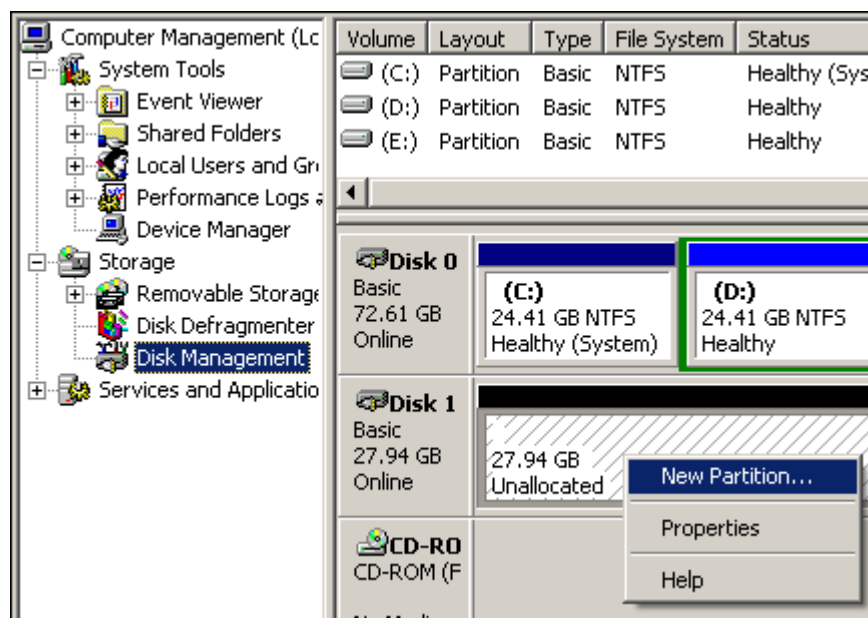 Computer Management (Lc
System Tools
Event Viewer
Shared Folders
Local Users and Gr
Performance Logs a
Device Manager
Storage
Removable Storage
Disk Defragmenter
Disk Management
Services and Applicatio
Volume Layout Type File System Status
(C:) Partition Basic NTFS Healthy (Sys
(D:) Partition Basic NTFS Healthy
(E:) Partition Basic NTFS Healthy
Disk 0
Basic
72.61 GB
Online
(C:)
24.41 GB NTFS
Healthy (System)
(D:)
24.41 GB NTFS
Healthy
Disk 1
Basic
27.94 GB
Online
27.94 GB
Unallocated
New Partition...
Properties
Help
CD-RO
CD-ROM (F